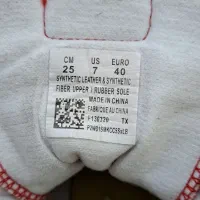 CM US EURO
25 7 40
SYNTHETIC LEATHER & SYNTHETIC
FIBER UPPER / RUBBER SOLE
MADE IN CHINA
FABRIQUE AU CHINA
TX